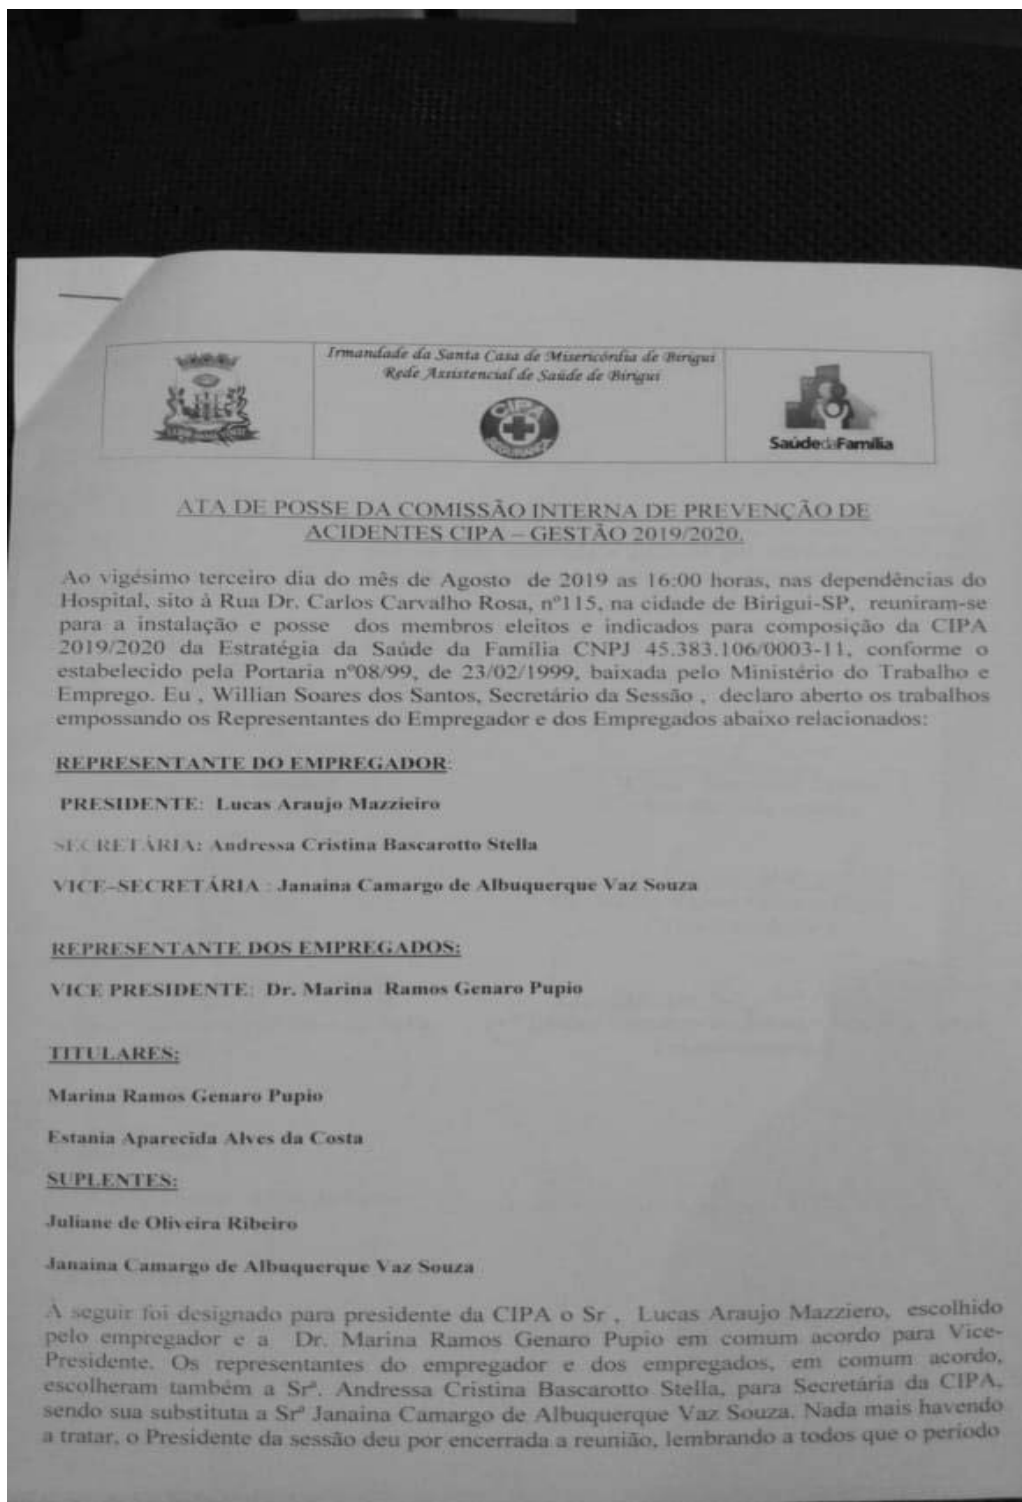 Irmandade da Santa Casa de Misericórdia de Birigui
Rede Assistencial de Saúde de Birigui
CIPA
SEGURANÇA
SaúdedaFamília
ATA DE POSSE DA COMISSÃO INTERNA DE PREVENÇÃO DE
ACIDENTES CIPA – GESTÃO 2019/2020.
Ao vigésimo terceiro dia do mês de Agosto de 2019 as 16:00 horas, nas dependências do
Hospital, sito à Rua Dr. Carlos Carvalho Rosa, nº115, na cidade de Birigui-SP, reuniram-se
para a instalação e posse dos membros eleitos e indicados para composição da CIPA
2019/2020 da Estratégia da Saúde da Família CNPJ 45.383.106/0003-11, conforme o
estabelecido pela Portaria nº08/99, de 23/02/1999, baixada pelo Ministério do Trabalho e
Emprego. Eu , Willian Soares dos Santos, Secretário da Sessão , declaro aberto os trabalhos
empossando os Representantes do Empregador e dos Empregados abaixo relacionados:
REPRESENTANTE DO EMPREGADOR:
PRESIDENTE: Lucas Araujo Mazzieiro
SECRETÁRIA: Andressa Cristina Bascarotto Stella
VICE–SECRETÁRIA : Janaina Camargo de Albuquerque Vaz Souza
REPRESENTANTE DOS EMPREGADOS:
VICE PRESIDENTE: Dr. Marina Ramos Genaro Pupio
TITULARES:
Marina Ramos Genaro Pupio
Estania Aparecida Alves da Costa
SUPLENTES:
Juliane de Oliveira Ribeiro
Janaina Camargo de Albuquerque Vaz Souza
À seguir foi designado para presidente da CIPA o Sr , Lucas Araujo Mazziero, escolhido
pelo empregador e a Dr. Marina Ramos Genaro Pupio em comum acordo para Vice-
Presidente. Os representantes do empregador e dos empregados, em comum acordo,
escolheram também a Srª. Andressa Cristina Bascarotto Stella, para Secretária da CIPA,
sendo sua substituta a Srª Janaina Camargo de Albuquerque Vaz Souza. Nada mais havendo
a tratar, o Presidente da sessão deu por encerrada a reunião, lembrando a todos que o período